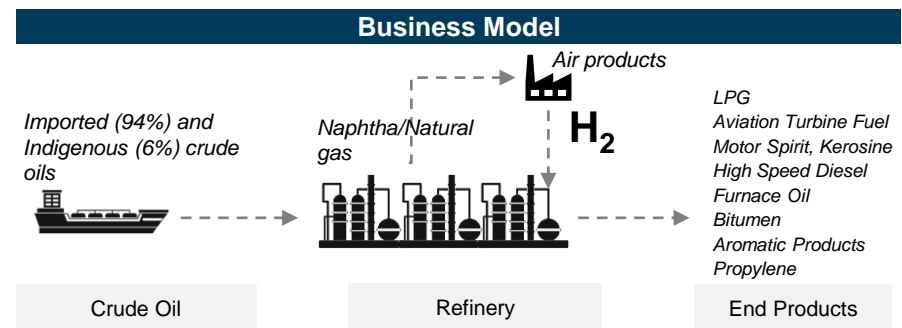 Business Model
Imported (94%) and
Indigenous (6%) crude
oils
Naphtha/Natural
gas
Air products
H2
LPG
Aviation Turbine Fuel
Motor Spirit, Kerosine
High Speed Diesel
Furnace Oil
Bitumen
Aromatic Products
Propylene
Crude Oil
Refinery
End Products